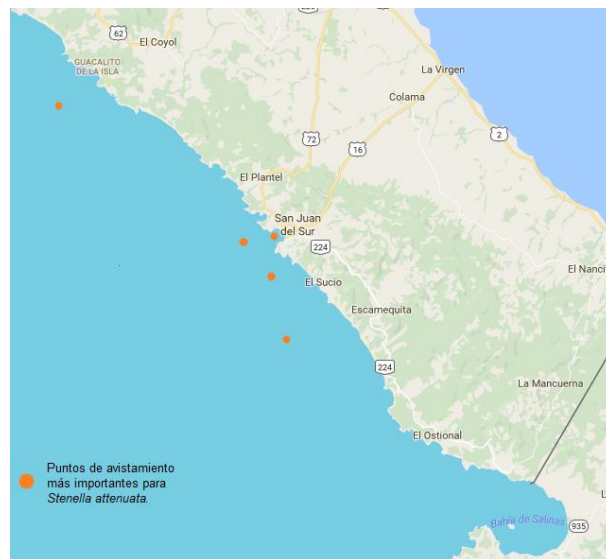 62
El Coyol
GUACALITO
DE LA ISLA
La Virgen
Colama
2
72
16
El Plantel
San Juan
del Sur
224
El Sucio
El Nancit
Escamequita
224
La Mancuerna
El Ostional
Puntos de avistamiento
más importantes para
Stenella attenuata.
Bahía de Salinas
935
L